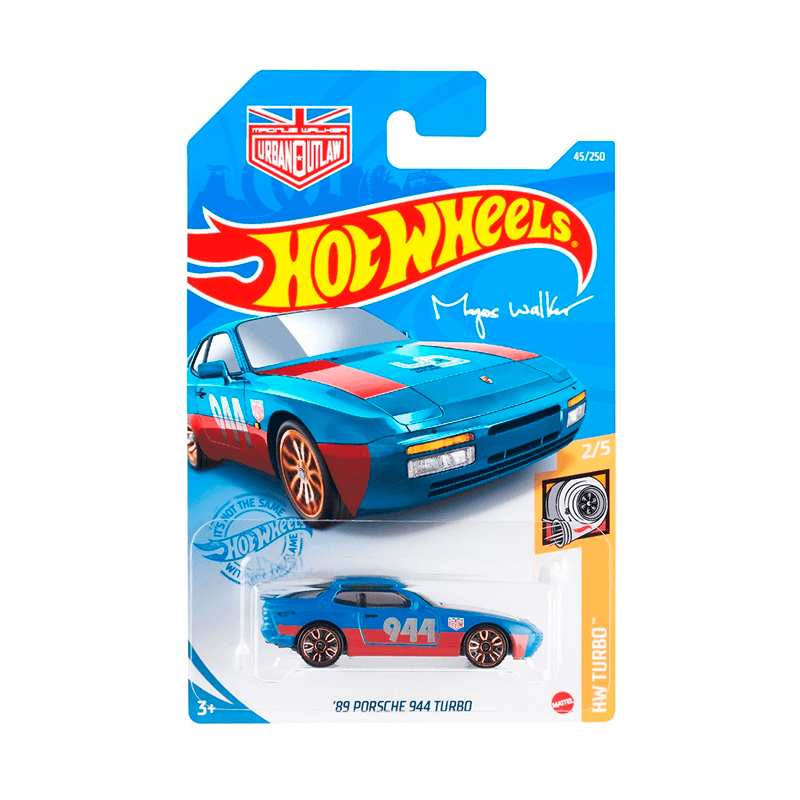 MAGNUS WALKER
URBAN OUTLAW
45/250
HOT WHEELS®
Magnus Walker
944
2/5
IT'S NOT THE SAME
HOT WHEELS
944
HW TURBO™
'89 PORSCHE 944 TURBO
MATTEL
3+